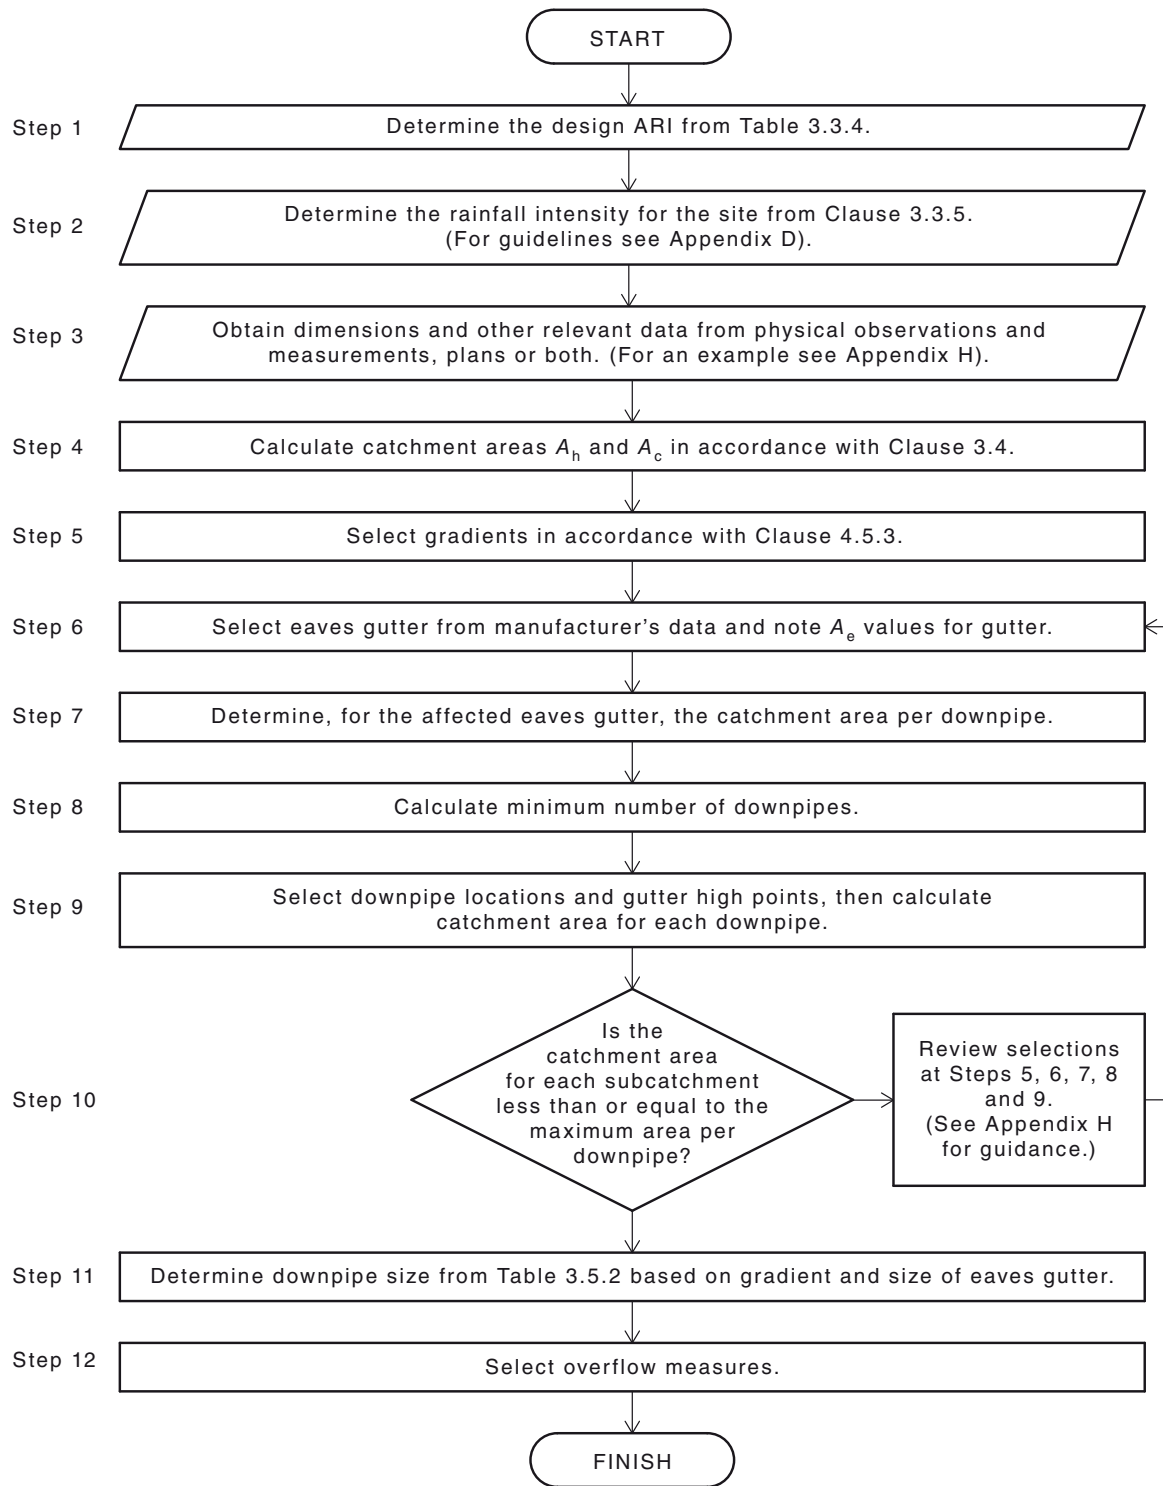 START
Step 1
Determine the design ARI from Table 3.3.4.
Step 2
Determine the rainfall intensity for the site from Clause 3.3.5.
(For guidelines see Appendix D).
Step 3
Obtain dimensions and other relevant data from physical observations and
measurements, plans or both. (For an example see Appendix H).
Step 4
Calculate catchment areas Ah and Ac in accordance with Clause 3.4.
Step 5
Select gradients in accordance with Clause 4.5.3.
Step 6
Select eaves gutter from manufacturer's data and note Ae values for gutter.
Step 7
Determine, for the affected eaves gutter, the catchment area per downpipe.
Step 8
Calculate minimum number of downpipes.
Step 9
Select downpipe locations and gutter high points, then calculate
catchment area for each downpipe.
Step 10
Is the
catchment area
for each subcatchment
less than or equal to the
maximum area per
downpipe?
Review selections
at Steps 5, 6, 7, 8
and 9.
(See Appendix H
for guidance.)
Step 11
Determine downpipe size from Table 3.5.2 based on gradient and size of eaves gutter.
Step 12
Select overflow measures.
FINISH